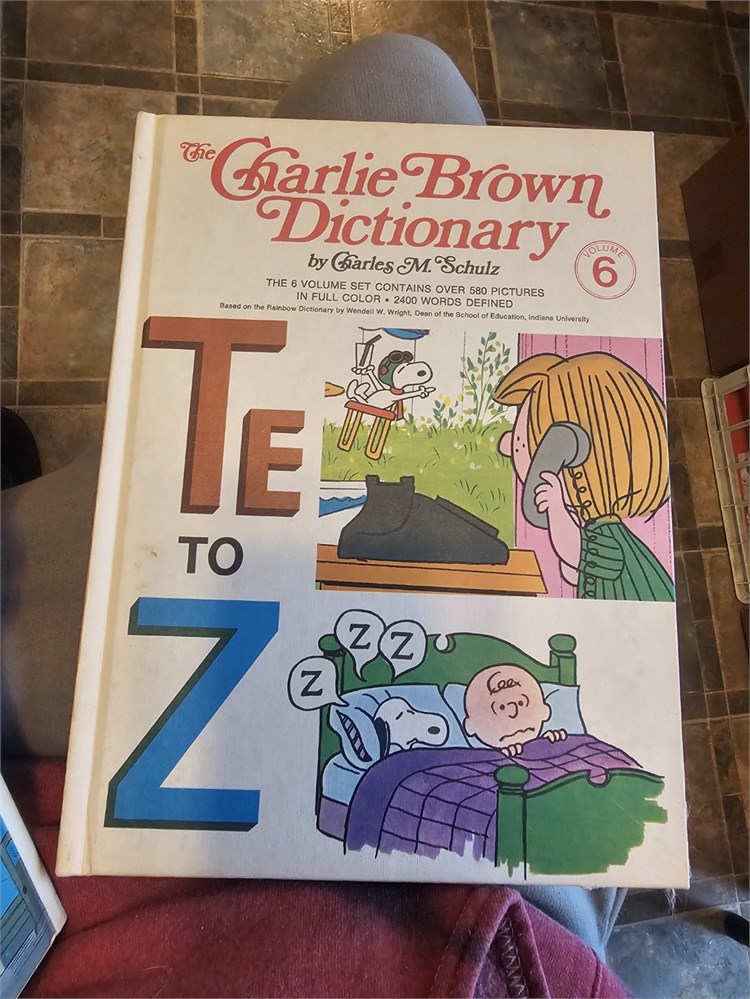 The Charlie Brown
Dictionary
by Charles M. Schulz
VOLUME
6
THE 6 VOLUME SET CONTAINS OVER 580 PICTURES
IN FULL COLOR • 2400 WORDS DEFINED
Based on the Rainbow Dictionary by Wendell W. Wright, Dean of the School of Education, Indiana University
TE
TO
Z
Z
Z
Z